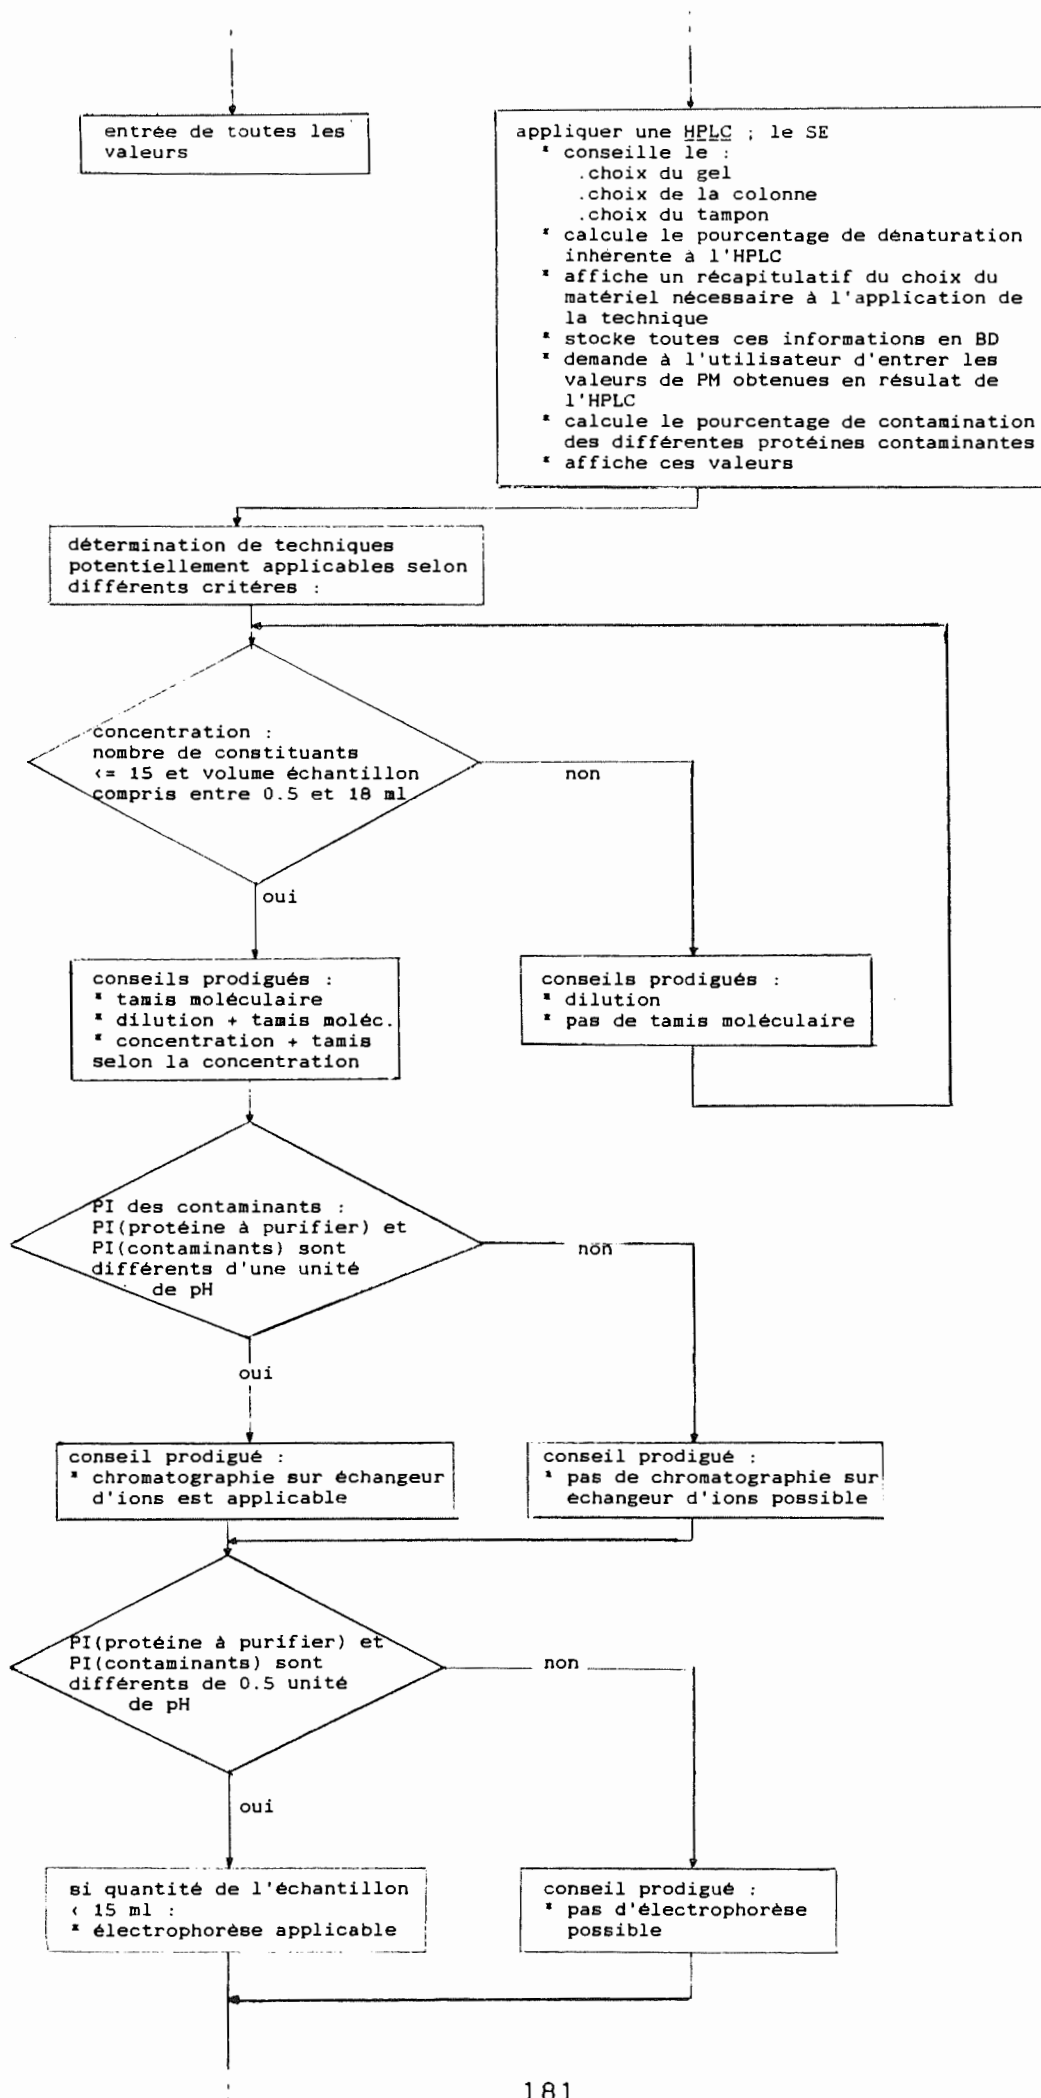 entrée de toutes les
valeurs
appliquer une HPLC ; le SE
* conseille le :
.choix du gel
.choix de la colonne
.choix du tampon
* calcule le pourcentage de dénaturation
inhérente à l'HPLC
* affiche un récapitulatif du choix du
matériel nécessaire à l'application de
la technique
* stocke toutes ces informations en BD
* demande à l'utilisateur d'entrer les
valeurs de PM obtenues en résulat de
l'HPLC
* calcule le pourcentage de contamination
des différentes protéines contaminantes
* affiche ces valeurs
détermination de techniques
potentiellement applicables selon
différents critéres :
concentration :
nombre de constituants
<= 15 et volume échantillon
compris entre 0.5 et 18 ml
non
oui
conseils prodigués :
* tamis moléculaire
* dilution + tamis moléc.
* concentration + tamis
selon la concentration
conseils prodigués :
* dilution
* pas de tamis moléculaire
PI des contaminants :
PI(protéine à purifier) et
PI(contaminants) sont
différents d'une unité
de pH
non
oui
conseil prodigué :
* chromatographie sur échangeur
d'ions est applicable
conseil prodigué :
* pas de chromatographie sur
échangeur d'ions possible
PI(protéine à purifier) et
PI(contaminants) sont
différents de 0.5 unité
de pH
non
oui
si quantité de l'échantillon
< 15 ml :
* électrophorèse applicable
conseil prodigué :
* pas d'électrophorèse
possible
181